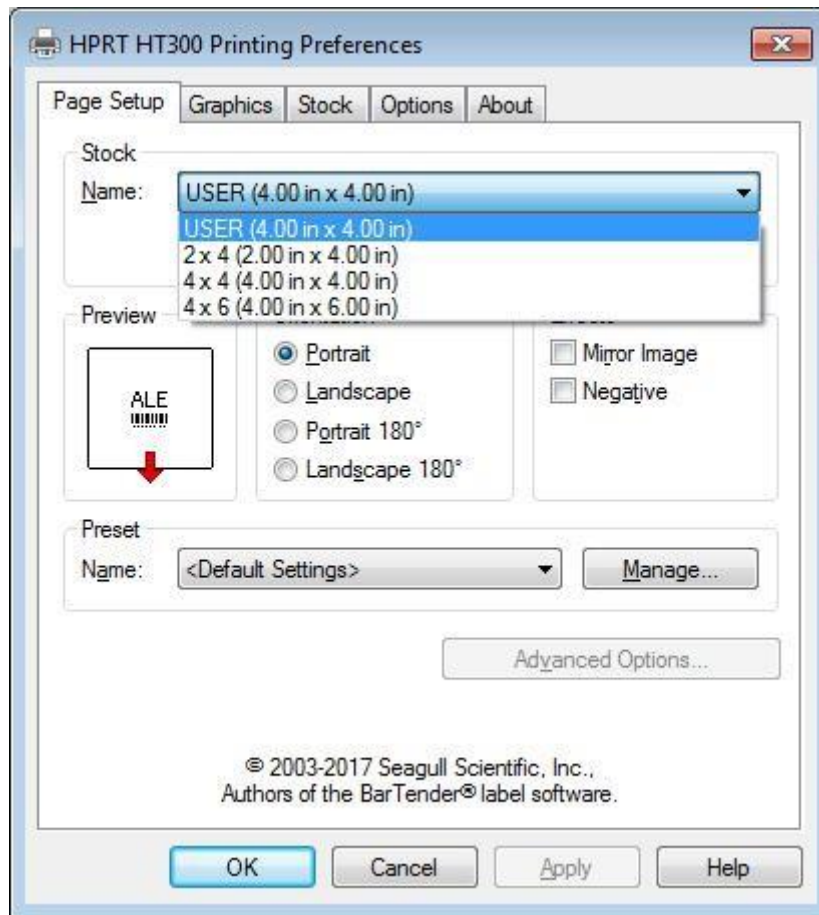 HPRT HT300 Printing Preferences
Page Setup Graphics Stock Options About
Stock
Name: USER (4.00 in x 4.00 in)
USER (4.00 in x 4.00 in)
2 x 4 (2.00 in x 4.00 in)
4 x 4 (4.00 in x 4.00 in)
4 x 6 (4.00 in x 6.00 in)
Preview
ALE
Portrait
Landscape
Portrait 180°
Landscape 180°
Mirror Image
Negative
Preset
Name: <Default Settings> Manage...
Advanced Options...
© 2003-2017 Seagull Scientific, Inc.,
Authors of the BarTender® label software.
OK Cancel Apply Help